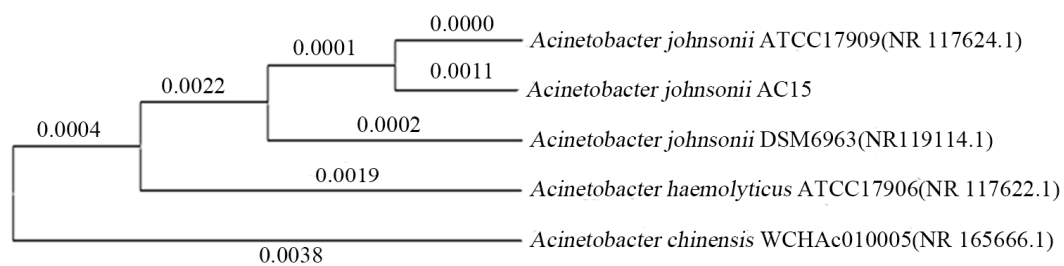 0.0000
Acinetobacter johnsonii ATCC17909(NR 117624.1)
0.0001
0.0011
Acinetobacter johnsonii AC15
0.0022
0.0002
Acinetobacter johnsonii DSM6963(NR119114.1)
0.0004
0.0019
Acinetobacter haemolyticus ATCC17906(NR 117622.1)
0.0038
Acinetobacter chinensis WCHAc010005(NR 165666.1)